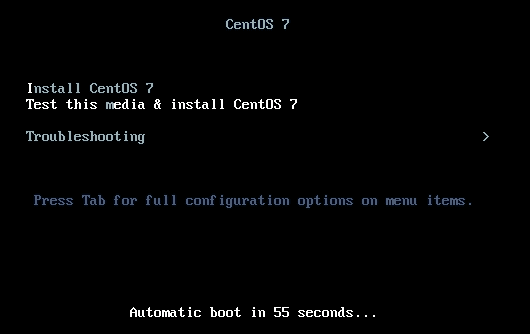 CentOS 7
Install CentOS 7
Test this media & install CentOS 7
Troubleshooting >
Press Tab for full configuration options on menu items.
Automatic boot in 55 seconds...